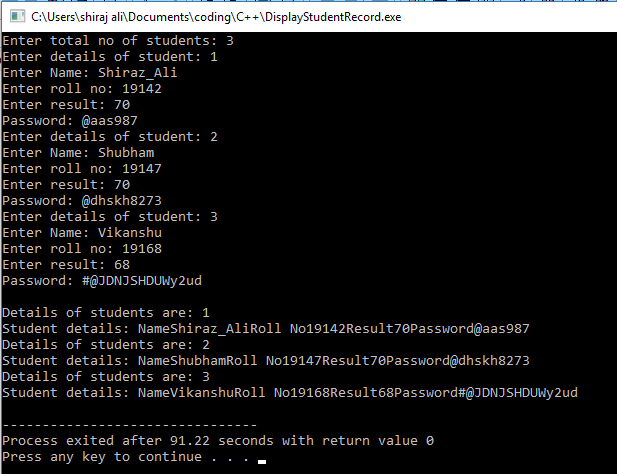 C:\Users\shiraj ali\Documents\coding\C++\DisplayStudentRecord.exe
Enter total no of students: 3
Enter details of student: 1
Enter Name: Shiraz_Ali
Enter roll no: 19142
Enter result: 70
Password: @aas987
Enter details of student: 2
Enter Name: Shubham
Enter roll no: 19147
Enter result: 70
Password: @dhskh8273
Enter details of student: 3
Enter Name: Vikanshu
Enter roll no: 19168
Enter result: 68
Password: #@JDNJSHDUWy2ud
Details of students are: 1
Student details: NameShiraz_AliRoll No19142Result70Password@aas987
Details of students are: 2
Student details: NameShubhamRoll No19147Result70Password@dhskh8273
Details of students are: 3
Student details: NameVikanshuRoll No19168Result68Password#@JDNJSHDUWy2ud
--------------------------------
Process exited after 91.22 seconds with return value 0
Press any key to continue . . .